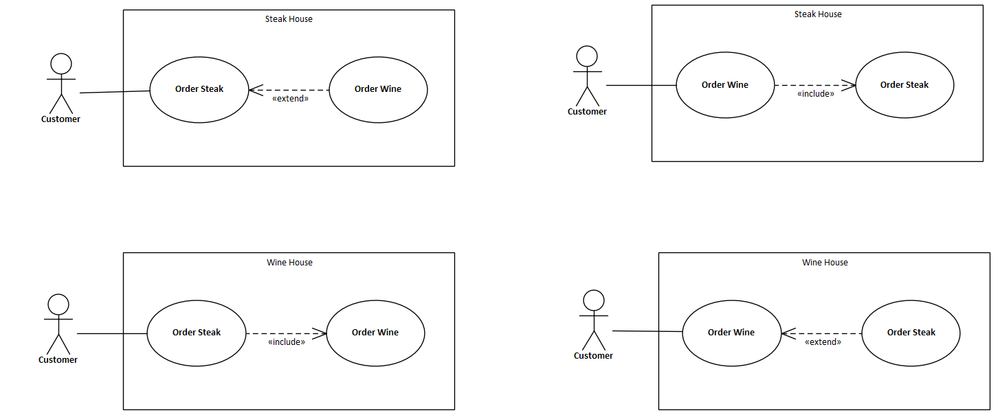 Steak House
Order Steak
«extend»
Order Wine
Customer
Steak House
Order Wine
«include»
Order Steak
Customer
Wine House
Order Steak
«include»
Order Wine
Customer
Wine House
Order Wine
«extend»
Order Steak
Customer